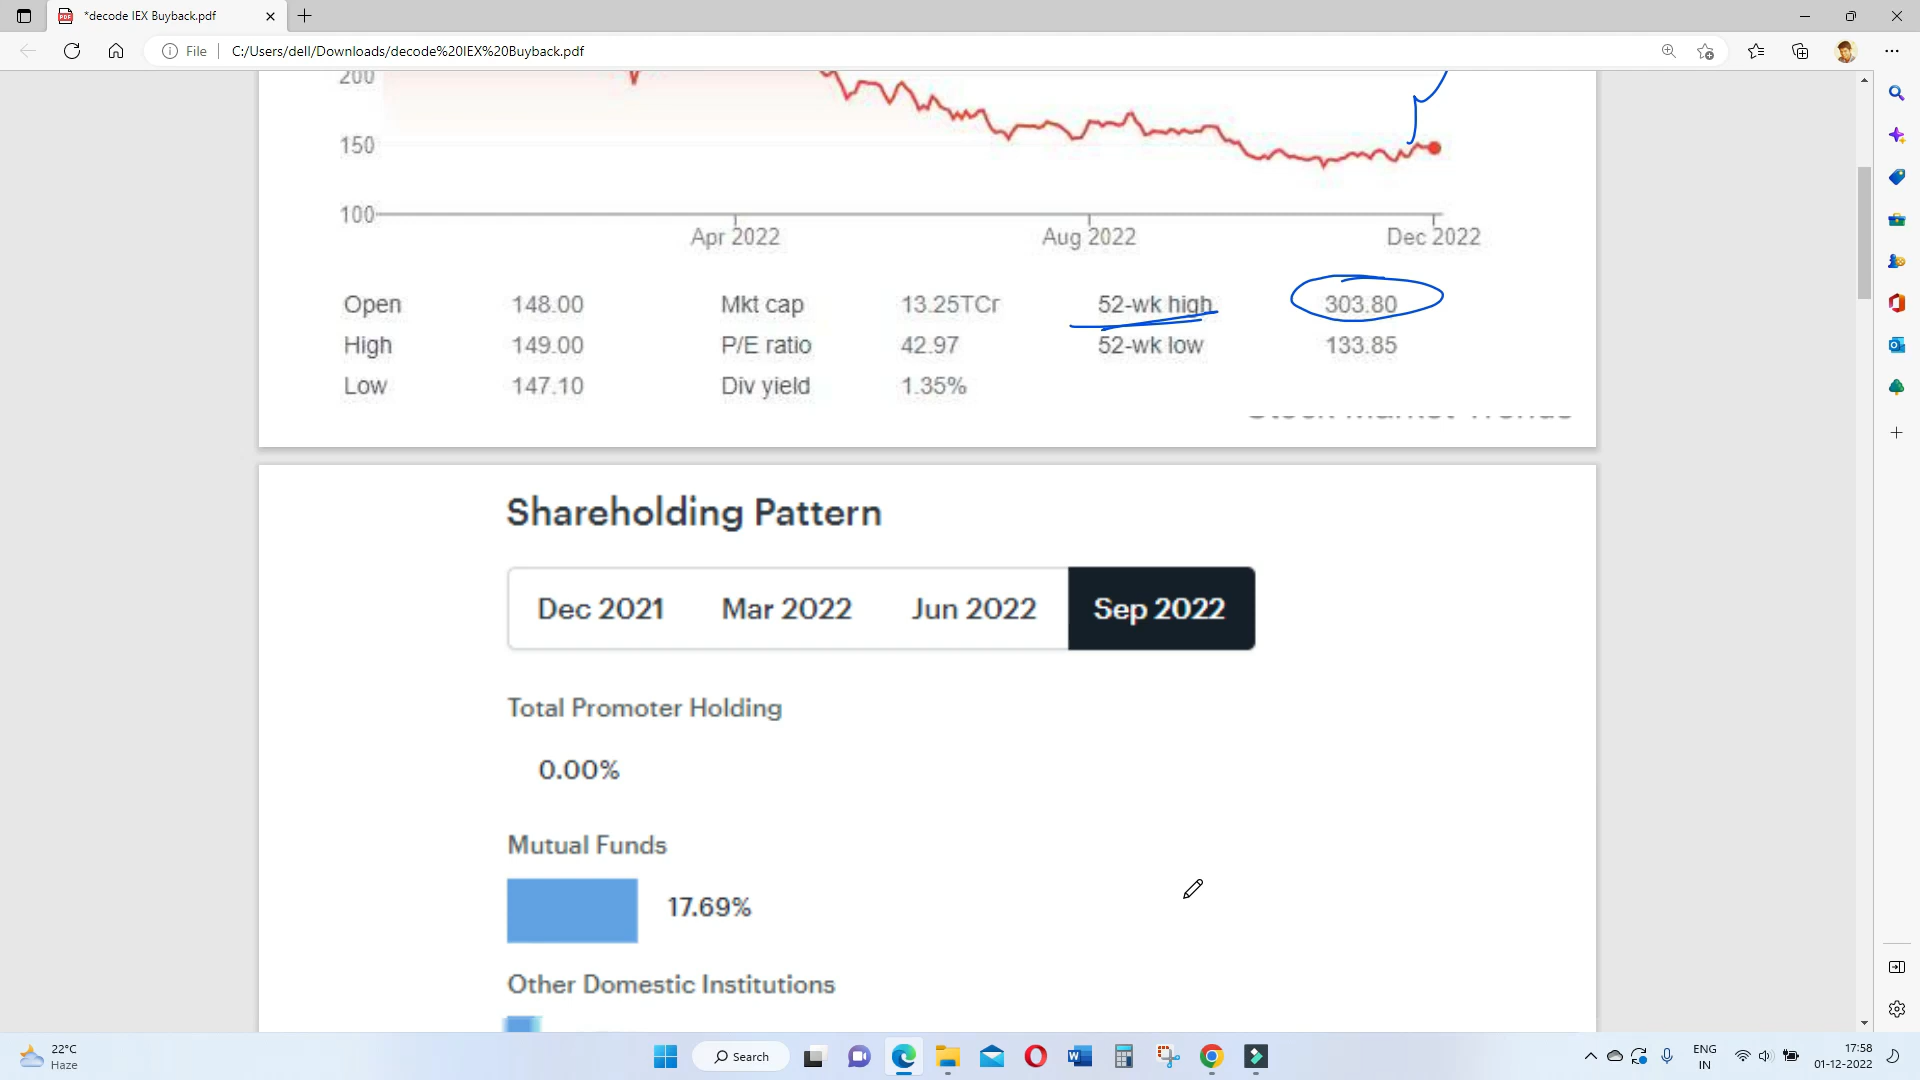 *decode IEX Buyback.pdf
File
C:/Users/dell/Downloads/decode%20IEX%20Buyback.pdf
200
150
100
Apr 2022
Aug 2022
Dec 2022
Open 148.00 Mkt cap 13.25TCr 52-wk high 303.80
High 149.00 P/E ratio 42.97 52-wk low 133.85
Low 147.10 Div yield 1.35%
Stock Market Trends
Shareholding Pattern
Dec 2021 Mar 2022 Jun 2022 Sep 2022
Total Promoter Holding
0.00%
Mutual Funds
17.69%
Other Domestic Institutions
22°C
Haze
Search
ENG
IN
17:58
01-12-2022